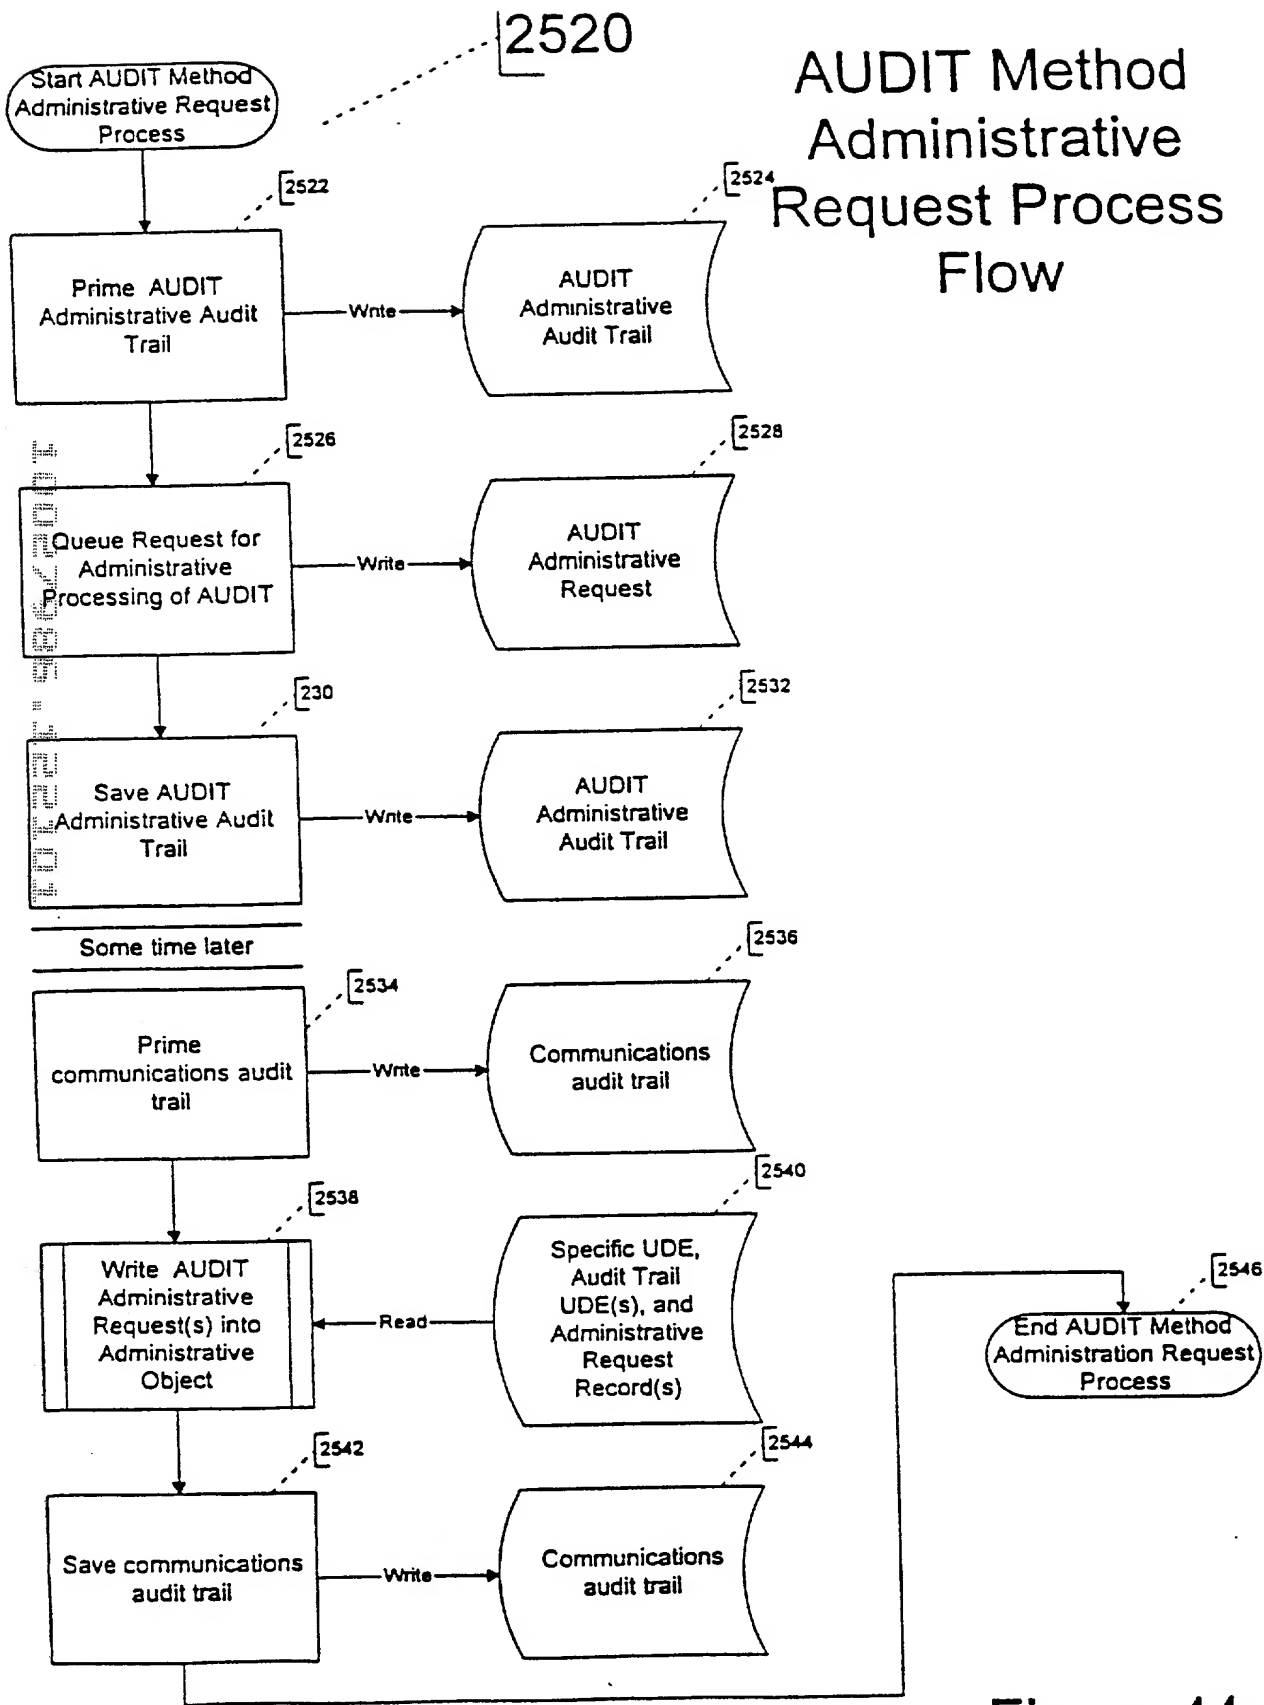 2520
AUDIT Method
Administrative
Request Process
Flow
Start AUDIT Method
Administrative Request
Process
2522
Prime AUDIT
Administrative Audit
Trail
Write
2524
AUDIT
Administrative
Audit Trail
2526
Queue Request for
Administrative
Processing of AUDIT
Write
2528
AUDIT
Administrative
Request
230
Save AUDIT
Administrative Audit
Trail
Write
2532
AUDIT
Administrative
Audit Trail
Some time later
2534
Prime
communications audit
trail
Write
2536
Communications
audit trail
2538
Write AUDIT
Administrative
Request(s) into
Administrative
Object
Read
2540
Specific UDE,
Audit Trail
UDE(s), and
Administrative
Request
Record(s)
2542
Save communications
audit trail
Write
2544
Communications
audit trail
2546
End AUDIT Method
Administration Request
Process